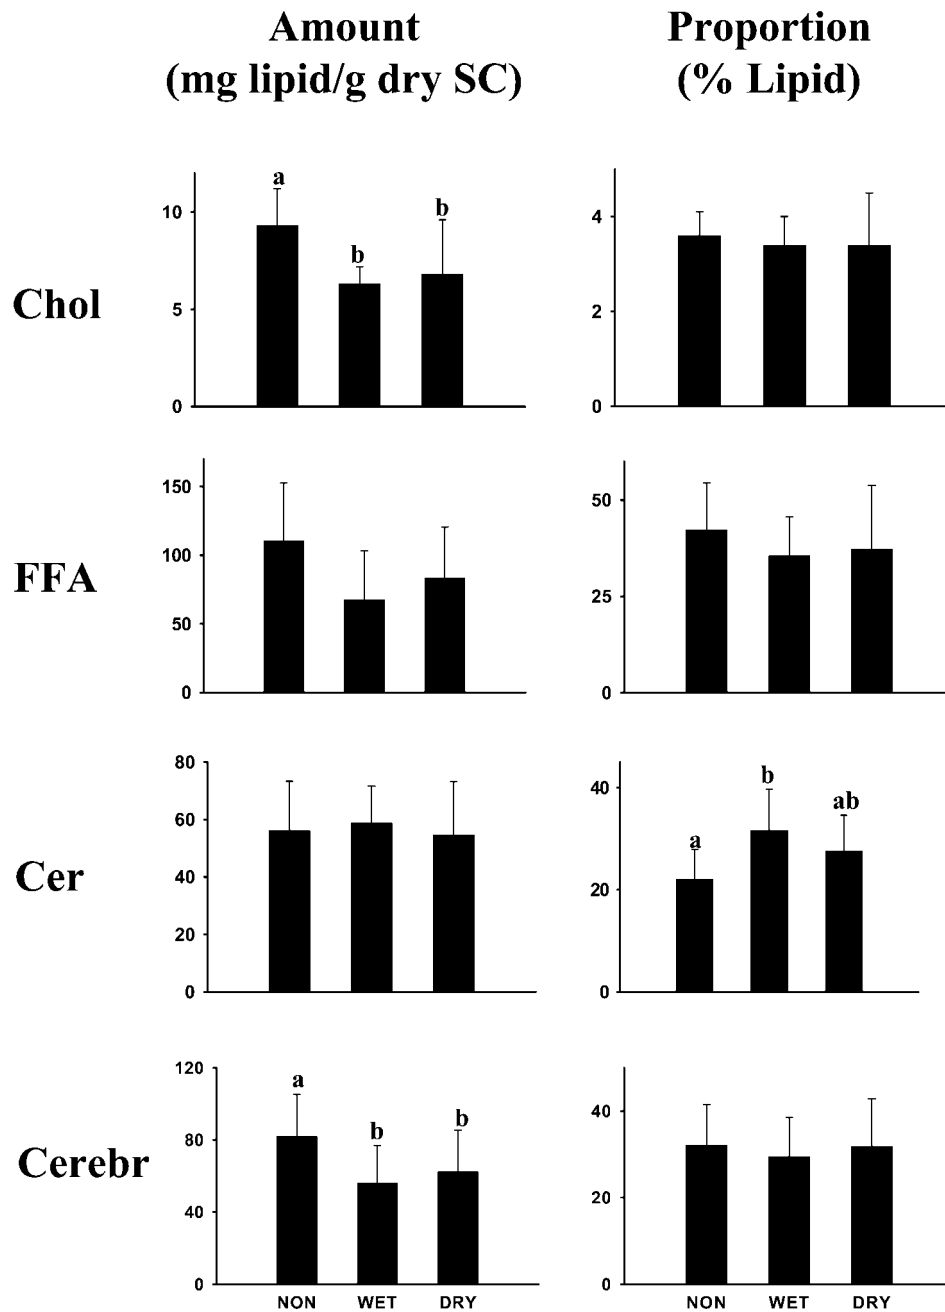 Amount
(mg lipid/g dry SC)
Proportion
(% Lipid)
Chol
10
5
0
a
b
b
4
2
0
FFA
150
100
50
0
50
25
0
Cer
80
60
40
20
0
40
20
0
a
b
ab
Cerebr
120
80
40
0
a
b
b
NON WET DRY
40
20
0
NON WET DRY